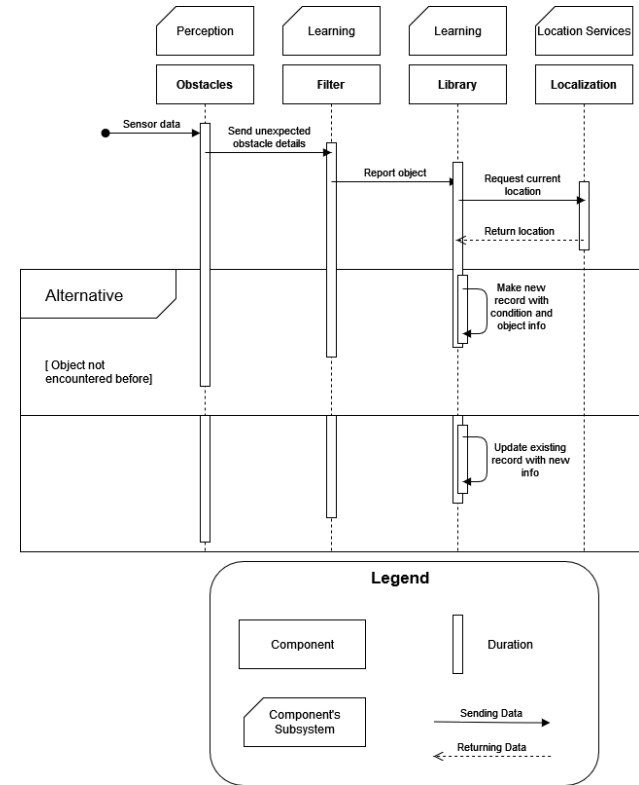 Perception
Learning
Learning
Location Services
Obstacles
Filter
Library
Localization
Sensor data
Send unexpected
obstacle details
Report object
Request current
location
Return location
Alternative
Make new
record with
condition and
object info
[ Object not
encountered before]
Update existing
record with new
info
Legend
Component
Duration
Component's
Subsystem
Sending Data
Returning Data